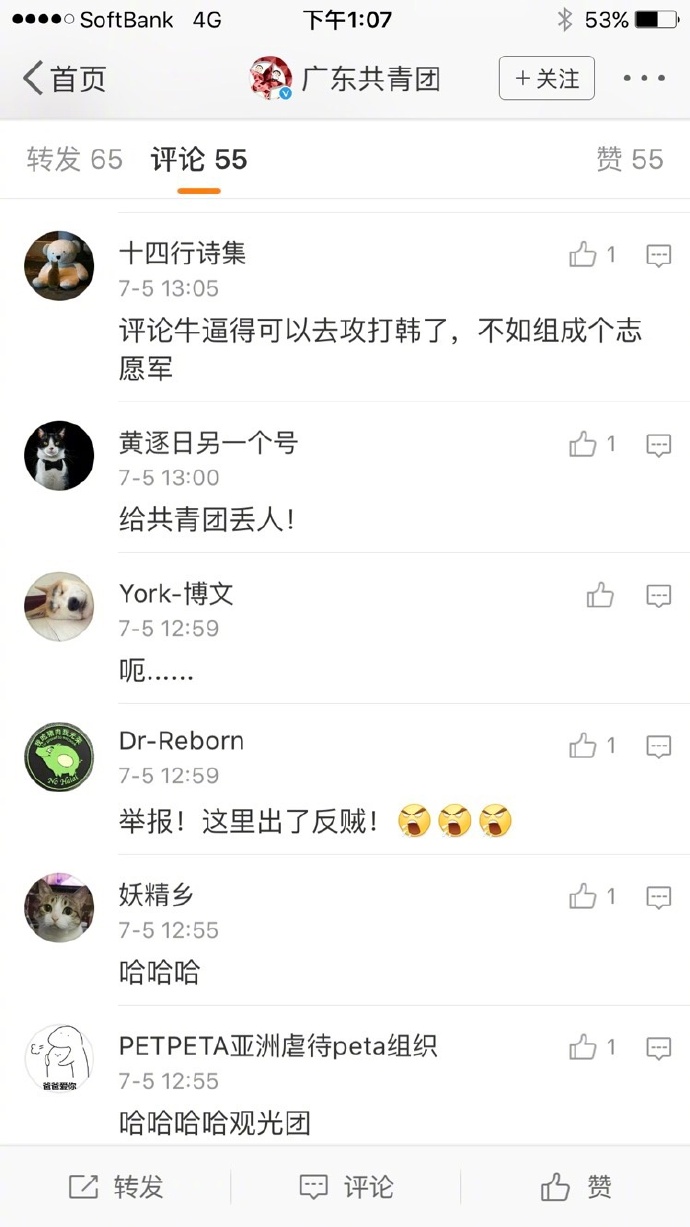 SoftBank 4G 下午1:07 53%
首页 广东共青团 +关注
转发 65 评论 55 赞 55
十四行诗集 1
7-5 13:05
评论牛逼得可以去攻打韩了，不如组成个志
愿军
黄逐日另一个号 1
7-5 13:00
给共青团丢人！
York-博文
7-5 12:59
呃......
Dr-Reborn 1
7-5 12:59
举报！这里出了反贼！
No Halal
妖精乡 1
7-5 12:55
哈哈哈
PETPETA亚洲虐待peta组织 1
7-5 12:55
爸爸爱你
哈哈哈哈观光团
转发 评论 赞